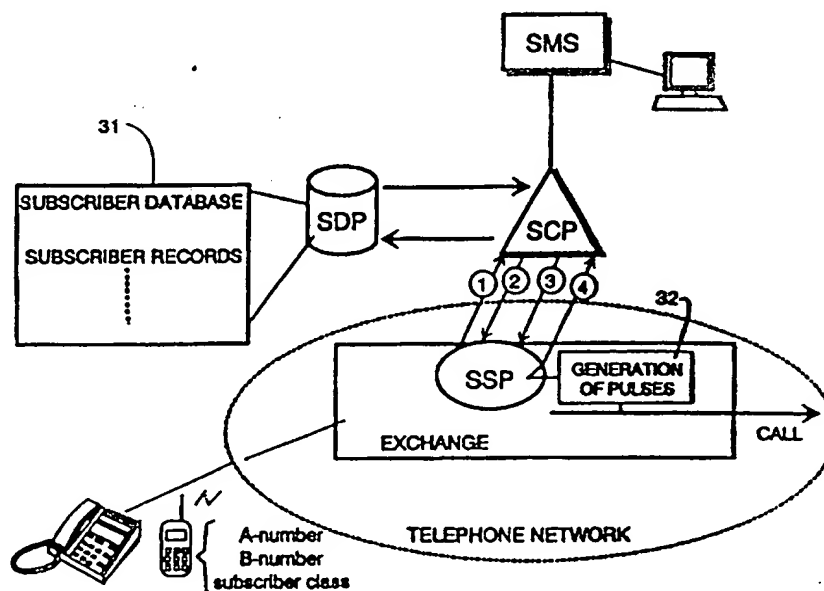 SMS
31
SUBSCRIBER DATABASE
SUBSCRIBER RECORDS
SDP
SCP
1
2
3
4
32
SSP
GENERATION
OF PULSES
EXCHANGE
CALL
TELEPHONE NETWORK
A-number
B-number
subscriber class